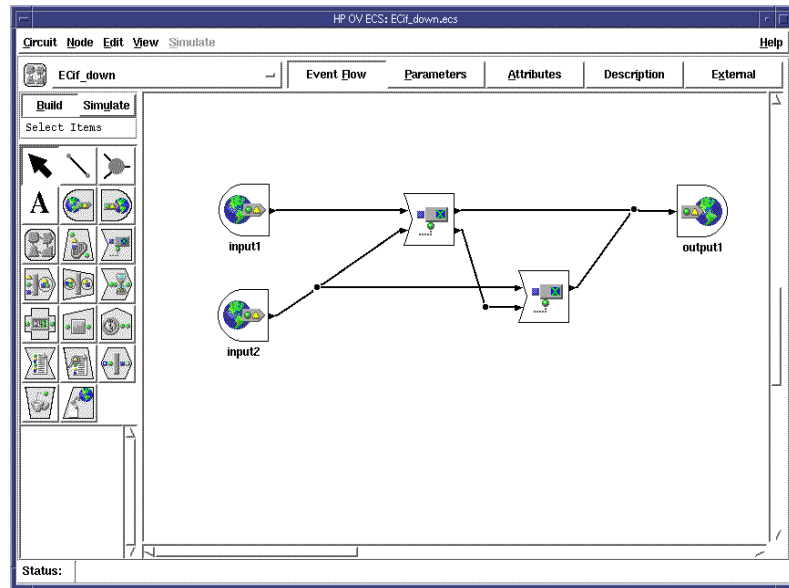 HP OV ECS: ECif_down.ecs
Circuit Node Edit View Simulate Help
ECif_down Event Flow Parameters Attributes Description External
Build Simulate
Select Items
A
input1
output1
input2
Status: